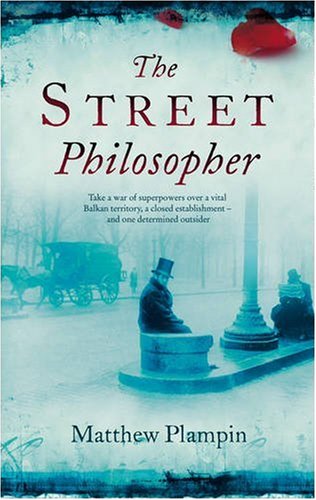 The
STREET
Philosopher
Take a war of superpowers over a vital
Balkan territory, a closed establishment –
and one determined outsider
Matthew Plampin